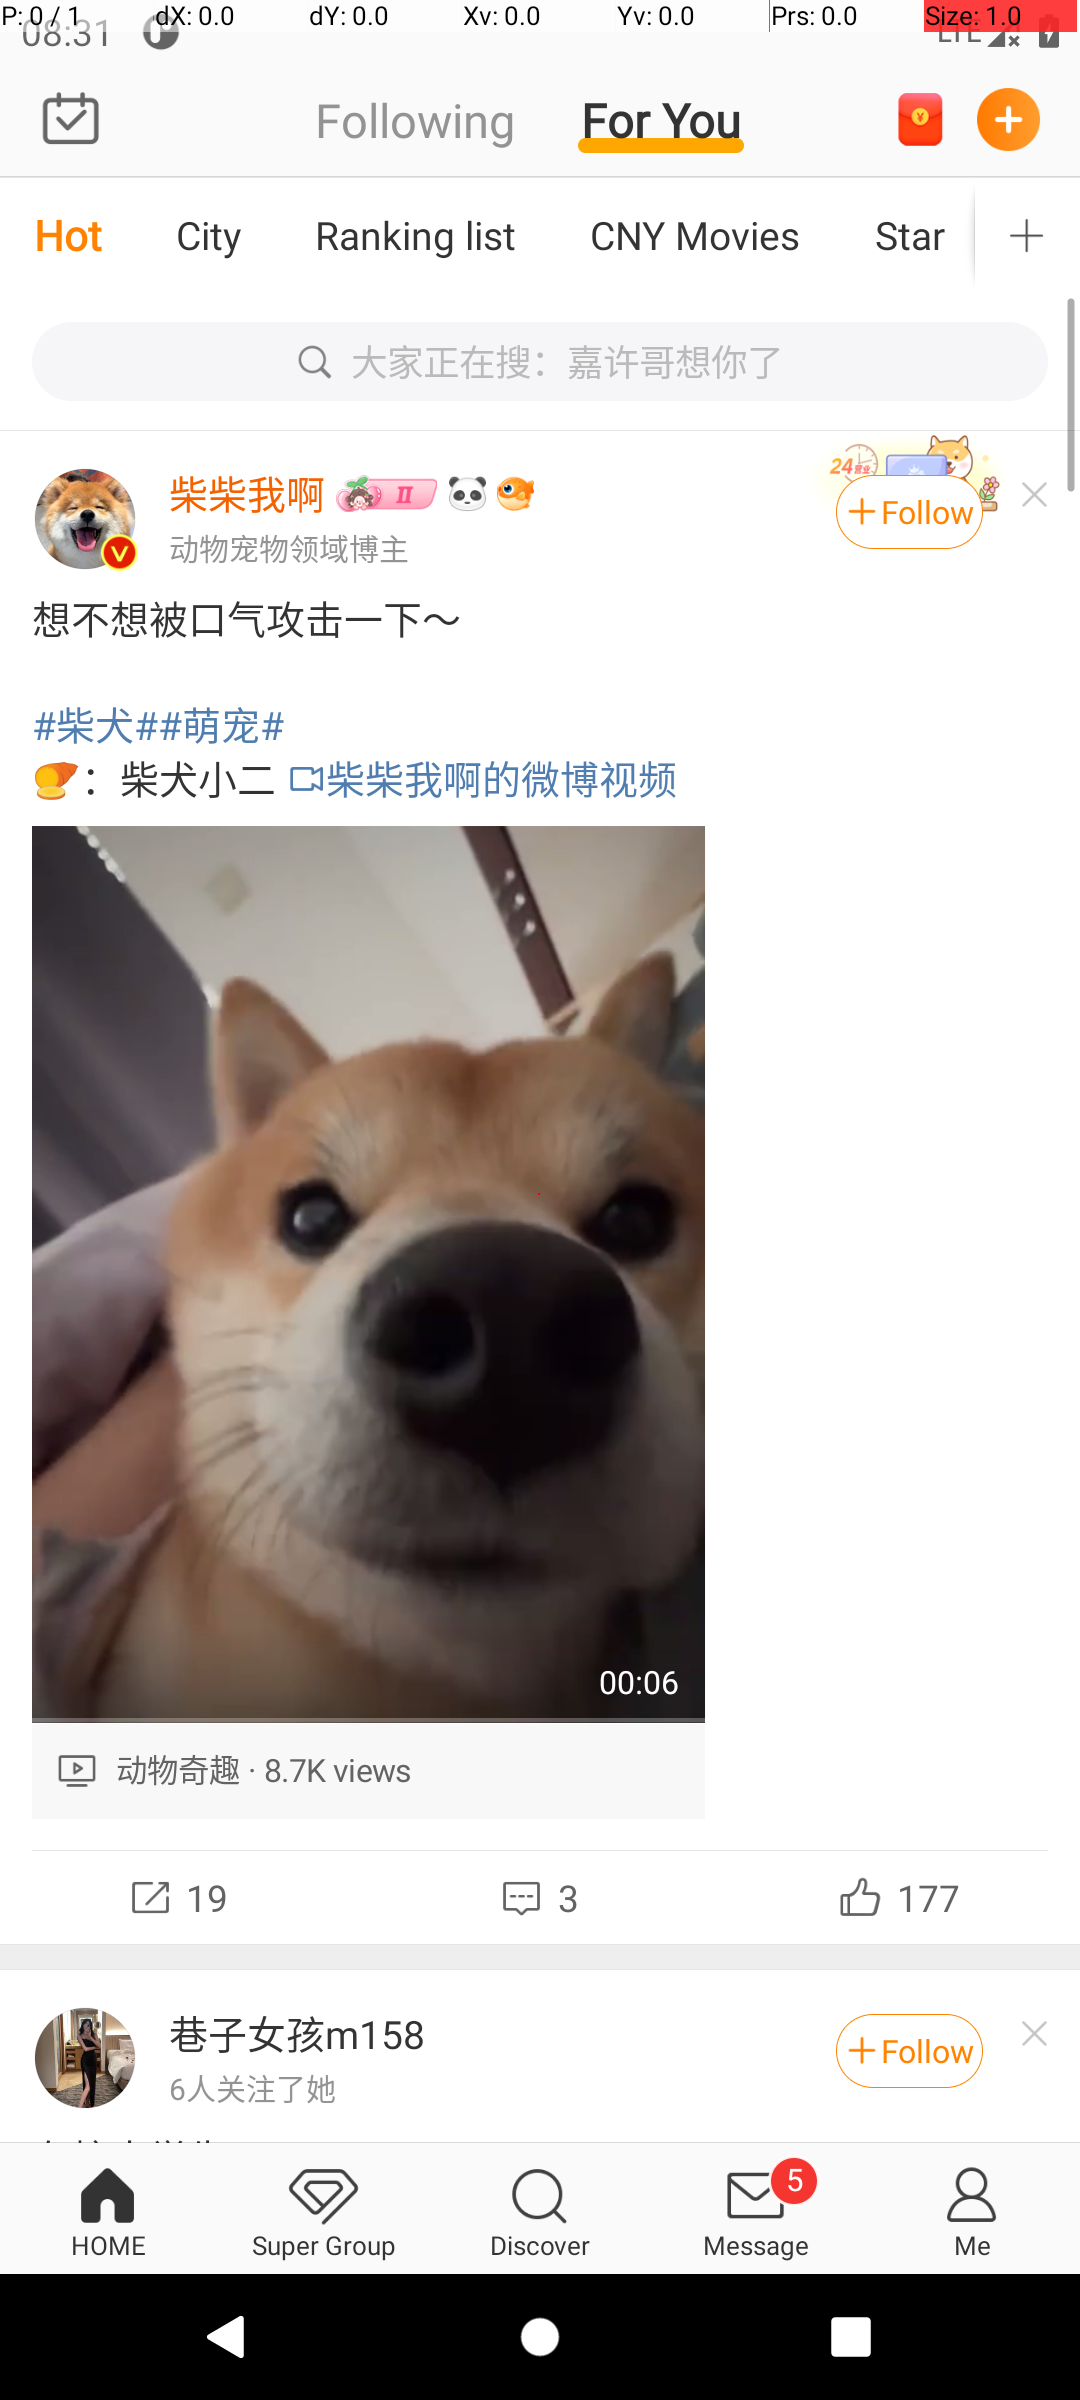 P: 0 / 1 dX: 0.0 dY: 0.0 Xv: 0.0 Yv: 0.0 Prs: 0.0 Size: 1.0
08:31 LTE
Following For You
Hot City Ranking list CNY Movies Star
大家正在搜：嘉许哥想你了
柴柴我啊 II
24 营业
+Follow
动物宠物领域博主
想不想被口气攻击一下～
#柴犬##萌宠#
：柴犬小二 柴柴我啊的微博视频
00:06
动物奇趣 · 8.7K views
19 3 177
巷子女孩m158
+Follow
6人关注了她
HOME Super Group Discover Message 5 Me